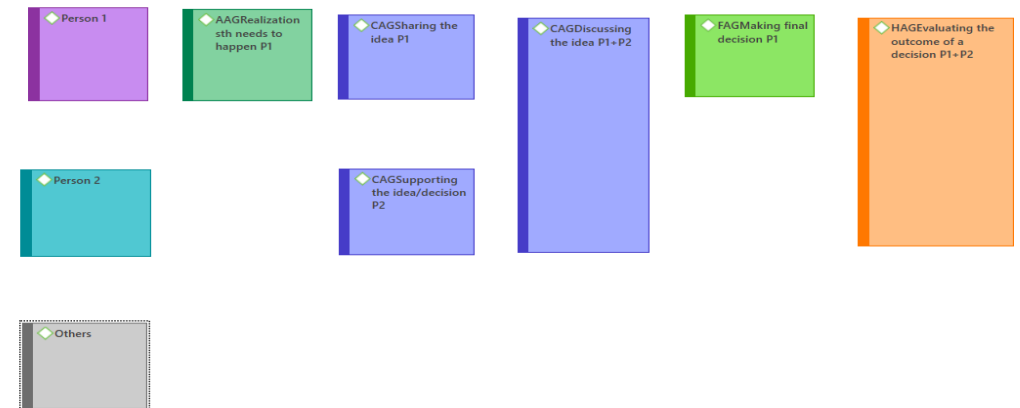 Person 1
AAGRealization
sth needs to
happen P1
CAGSharing the
idea P1
CAGDiscussing
the idea P1+P2
FAGMaking final
decision P1
HAGEvaluating the
outcome of a
decision P1+P2
Person 2
CAGSupporting
the idea/decision
P2
Others